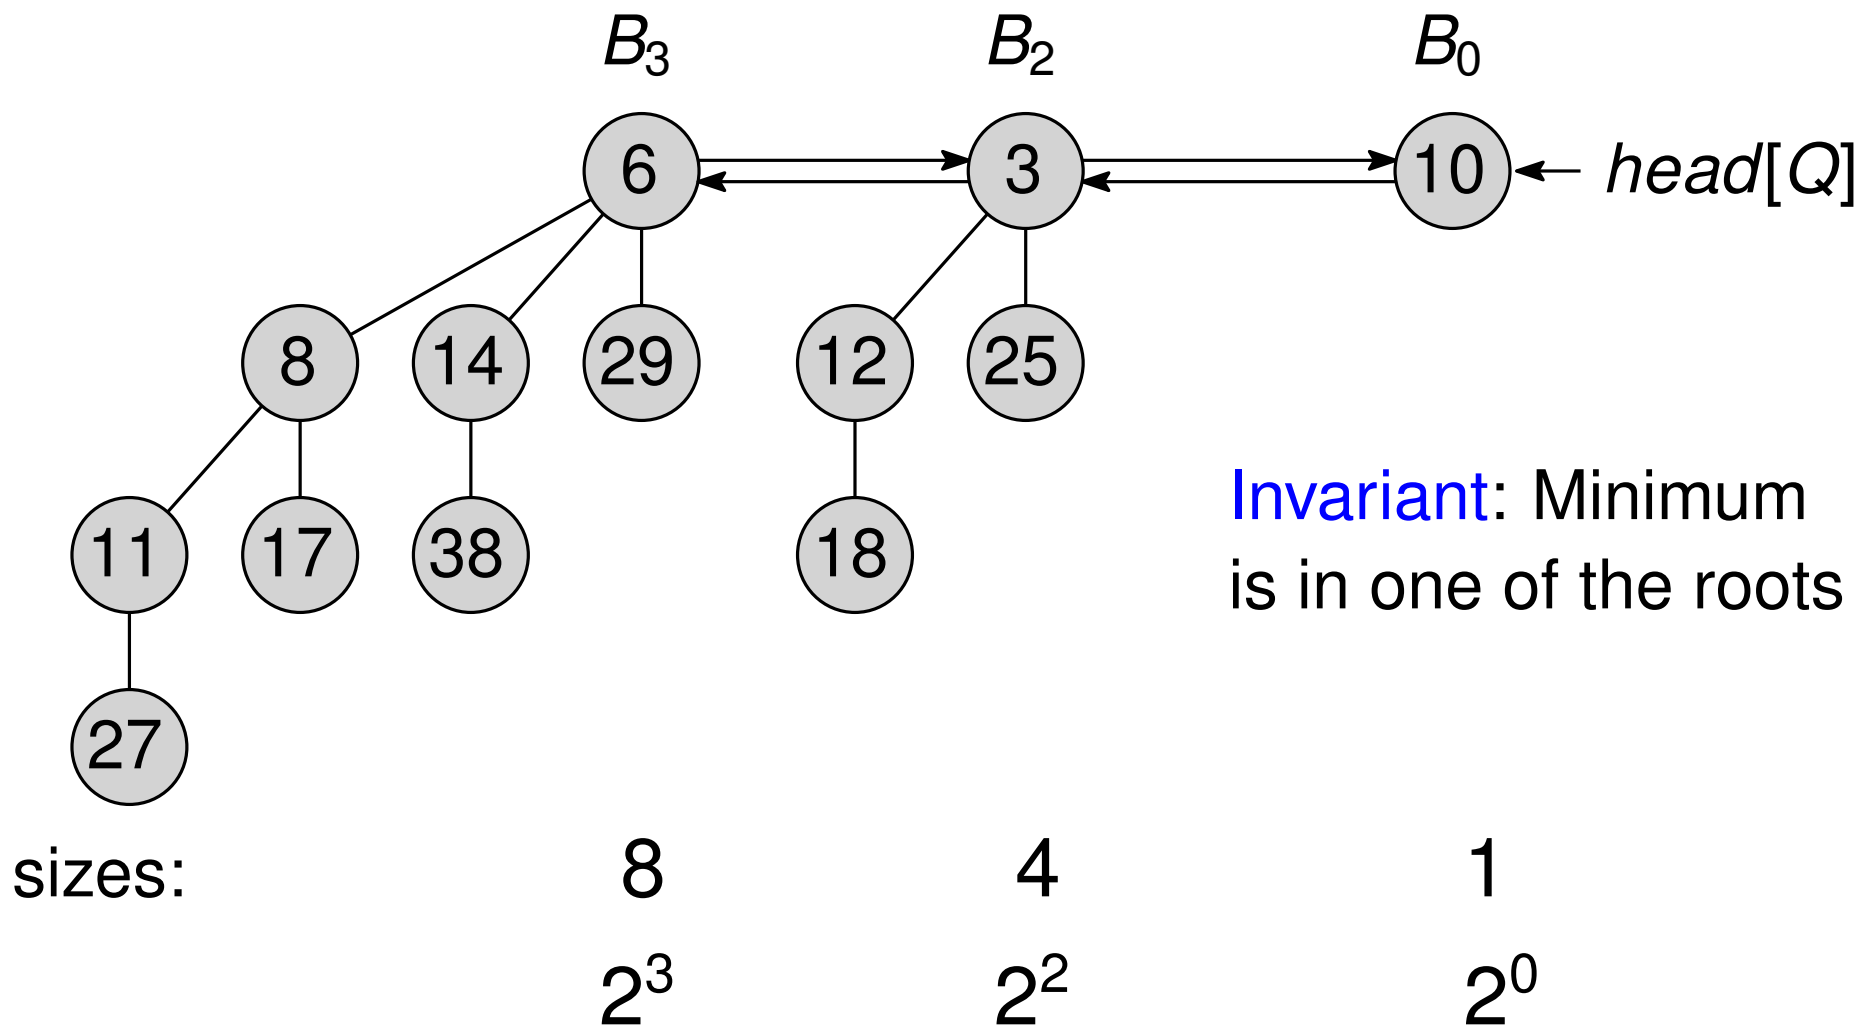 B₃ B₂ B₀
6 3 10 head[Q]
8 14 29 12 25
Invariant: Minimum
11 17 38 18
is in one of the roots
27
sizes: 8 4 1
2³ 2² 2⁰